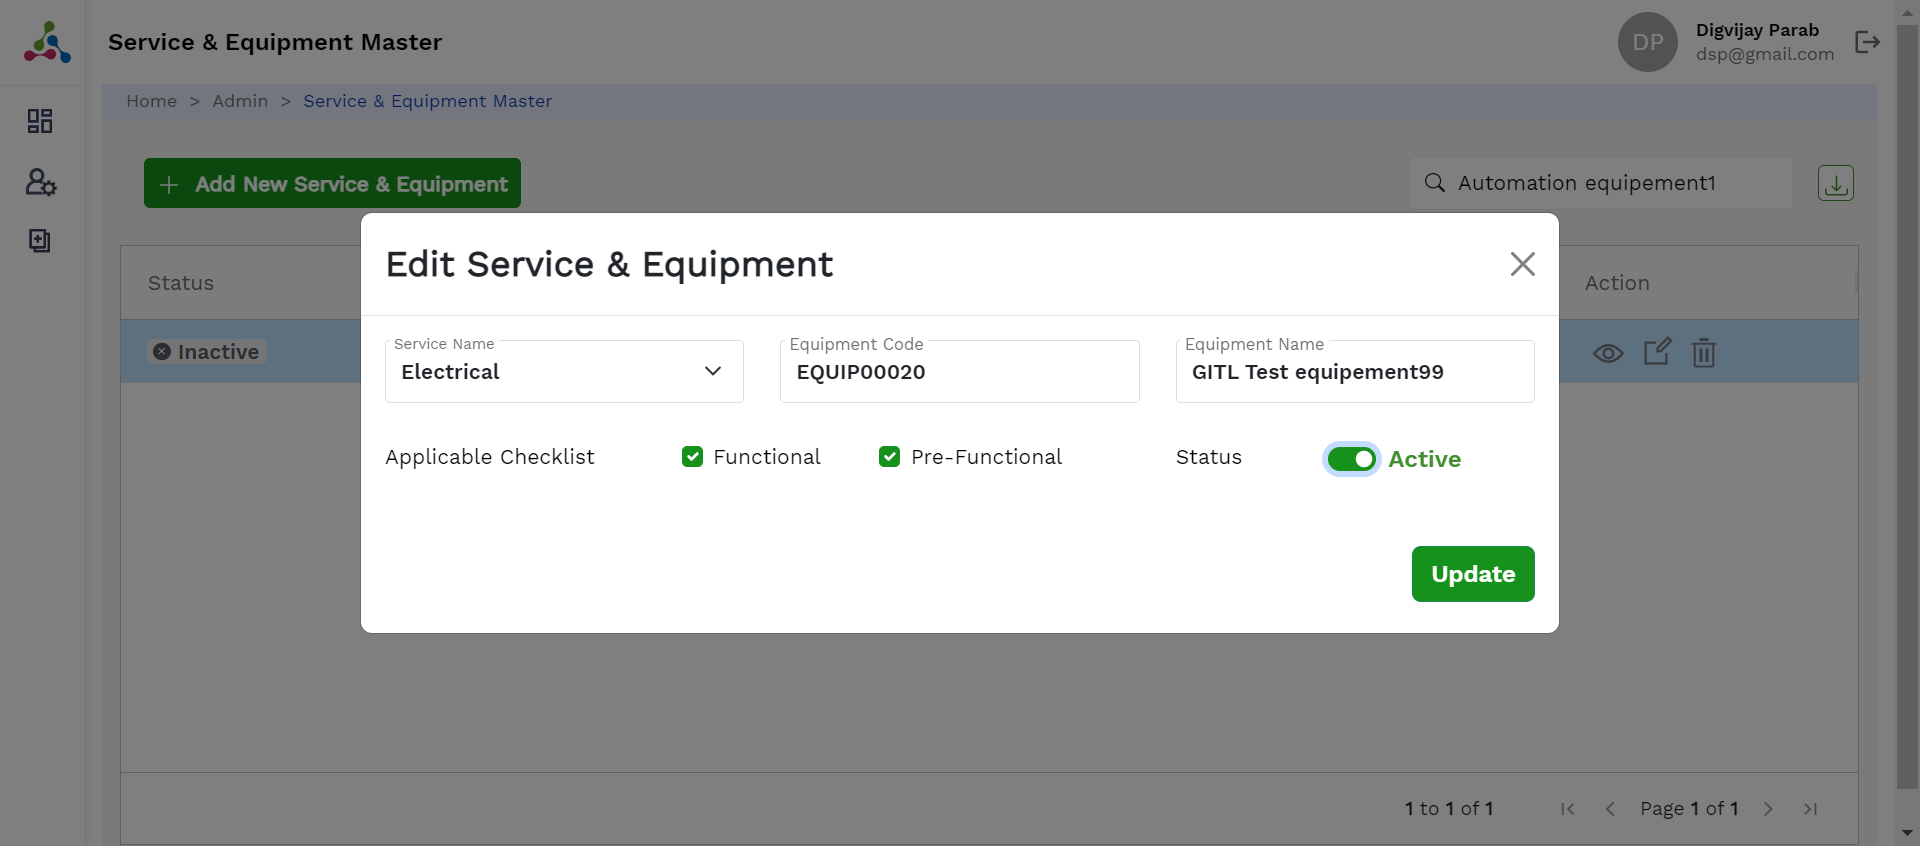 Service & Equipment Master
DP
Digvijay Parab
dsp@gmail.com
Home > Admin > Service & Equipment Master
Add New Service & Equipment
Automation equipement1
Edit Service & Equipment
Status
Action
Inactive
Service Name
Electrical
Equipment Code
EQUIP00020
Equipment Name
GITL Test equipement99
Applicable Checklist
Functional
Pre-Functional
Status
Active
Update
1 to 1 of 1
Page 1 of 1